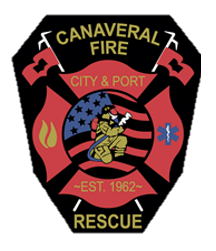 CANAVERAL
FIRE
CITY & PORT
~EST. 1962~
RESCUE